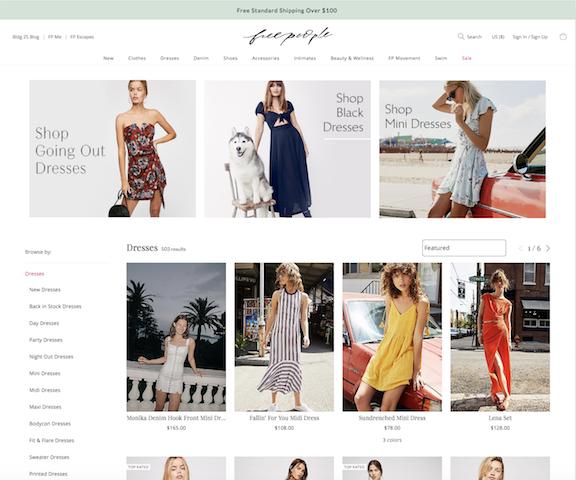 Free Standard Shipping Over $100
Bldg 25 Blog | FP Me | FP Escapes
free people
Search US ($) Sign In / Sign Up
New Clothes Dresses Denim Shoes Accessories Intimates Beauty & Wellness FP Movement Swim Sale
Shop
Going Out
Dresses
Shop
Black
Dresses
Shop
Mini Dresses
Browse by:
Dresses 503 results
Featured
1 / 6
Dresses
New Dresses
Back in Stock Dresses
Day Dresses
Party Dresses
Night Out Dresses
Mini Dresses
Midi Dresses
Maxi Dresses
Bodycon Dresses
Fit & Flare Dresses
Sweater Dresses
Printed Dresses
Monika Denim Hook Front Mini Dr...
$165.00
Fallin' For You Midi Dress
$108.00
Sundrenched Mini Dress
$78.00
3 colors
Lena Set
$128.00
TOP RATED
TOP RATED